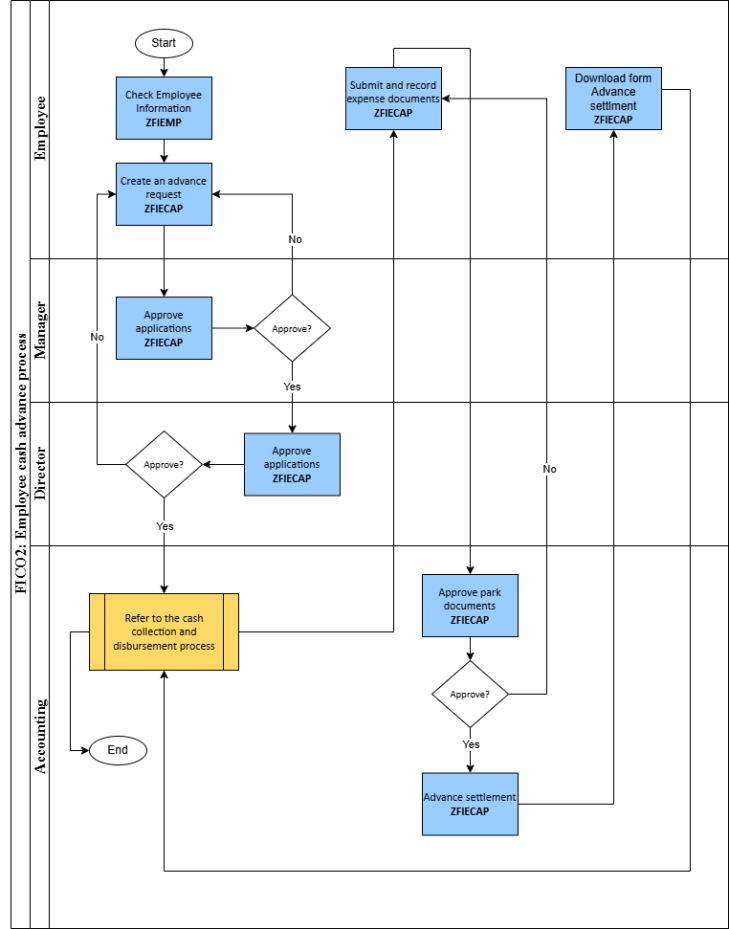 FICO2: Employee cash advance process
Employee
Start
Check Employee
Information
ZFIEMP
Create an advance
request
ZFIECAP
No
Submit and record
expense documents
ZFIECAP
Download form
Advance
settlment
ZFIECAP
Manager
Approve
applications
ZFIECAP
Approve?
No
Yes
Director
Approve?
Approve
applications
ZFIECAP
Yes
No
Accounting
Refer to the cash
collection and
disbursement process
End
Approve park
documents
ZFIECAP
Approve?
Yes
Advance settlement
ZFIECAP